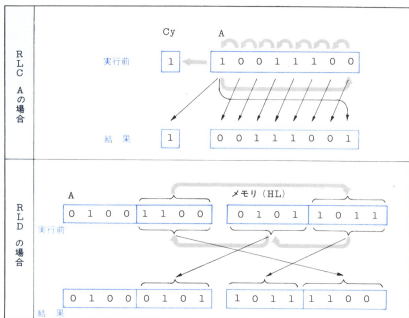 RLC Aの場合
Cy A
実行前 1 1 0 0 1 1 1 0 0
結果 1 0 0 1 1 1 0 0 1
RLDの場合
A メモリ (HL)
0 1 0 0 1 1 0 0 0 1 0 1 1 0 1 1
実行前
0 1 0 0 0 1 0 1 1 0 1 1 1 1 0 0
結果